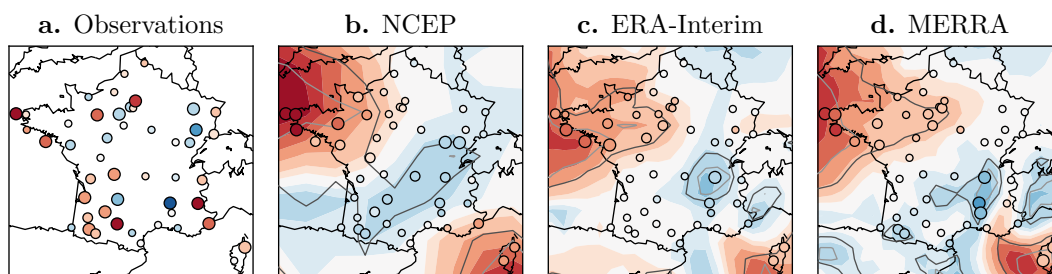 a. Observations
b. NCEP
c. ERA-Interim
d. MERRA